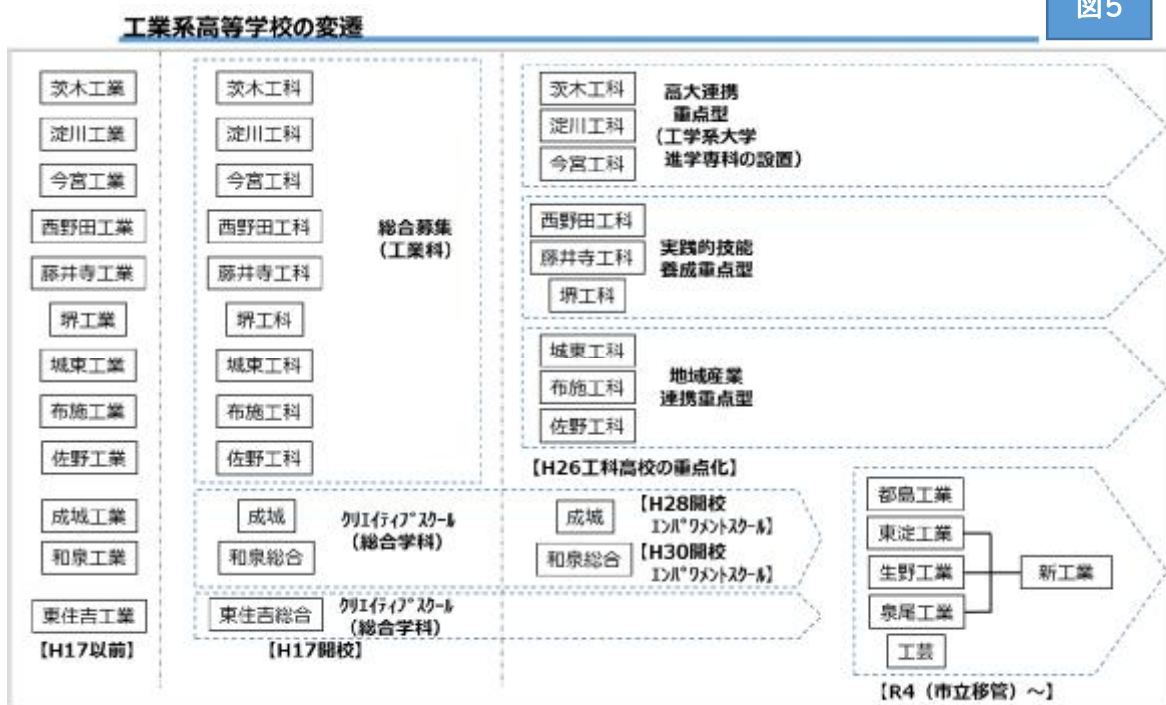 図5
工業系高等学校の変遷
茨木工業
淀川工業
今宮工業
西野田工業
藤井寺工業
堺工業
城東工業
布施工業
佐野工業
成城工業
和泉工業
東住吉工業
【H17以前】
茨木工科
淀川工科
今宮工科
西野田工科
藤井寺工科
堺工科
城東工科
布施工科
佐野工科
総合募集
(工業科)
成城
和泉総合
クリエイティブスクール
(総合学科)
東住吉総合
クリエイティブスクール
(総合学科)
【H17開校】
茨木工科
淀川工科
今宮工科
高大連携
重点型
(工学系大学
進学専科の設置)
西野田工科
藤井寺工科
堺工科
実践的技能
養成重点型
城東工科
布施工科
佐野工科
地域産業
連携重点型
【H26工科高校の重点化】
成城
【H28開校
エンパワメントスクール】
和泉総合
【H30開校
エンパワメントスクール】
都島工業
東淀工業
生野工業
泉尾工業
工芸
新工業
【R4(市立移管)～】